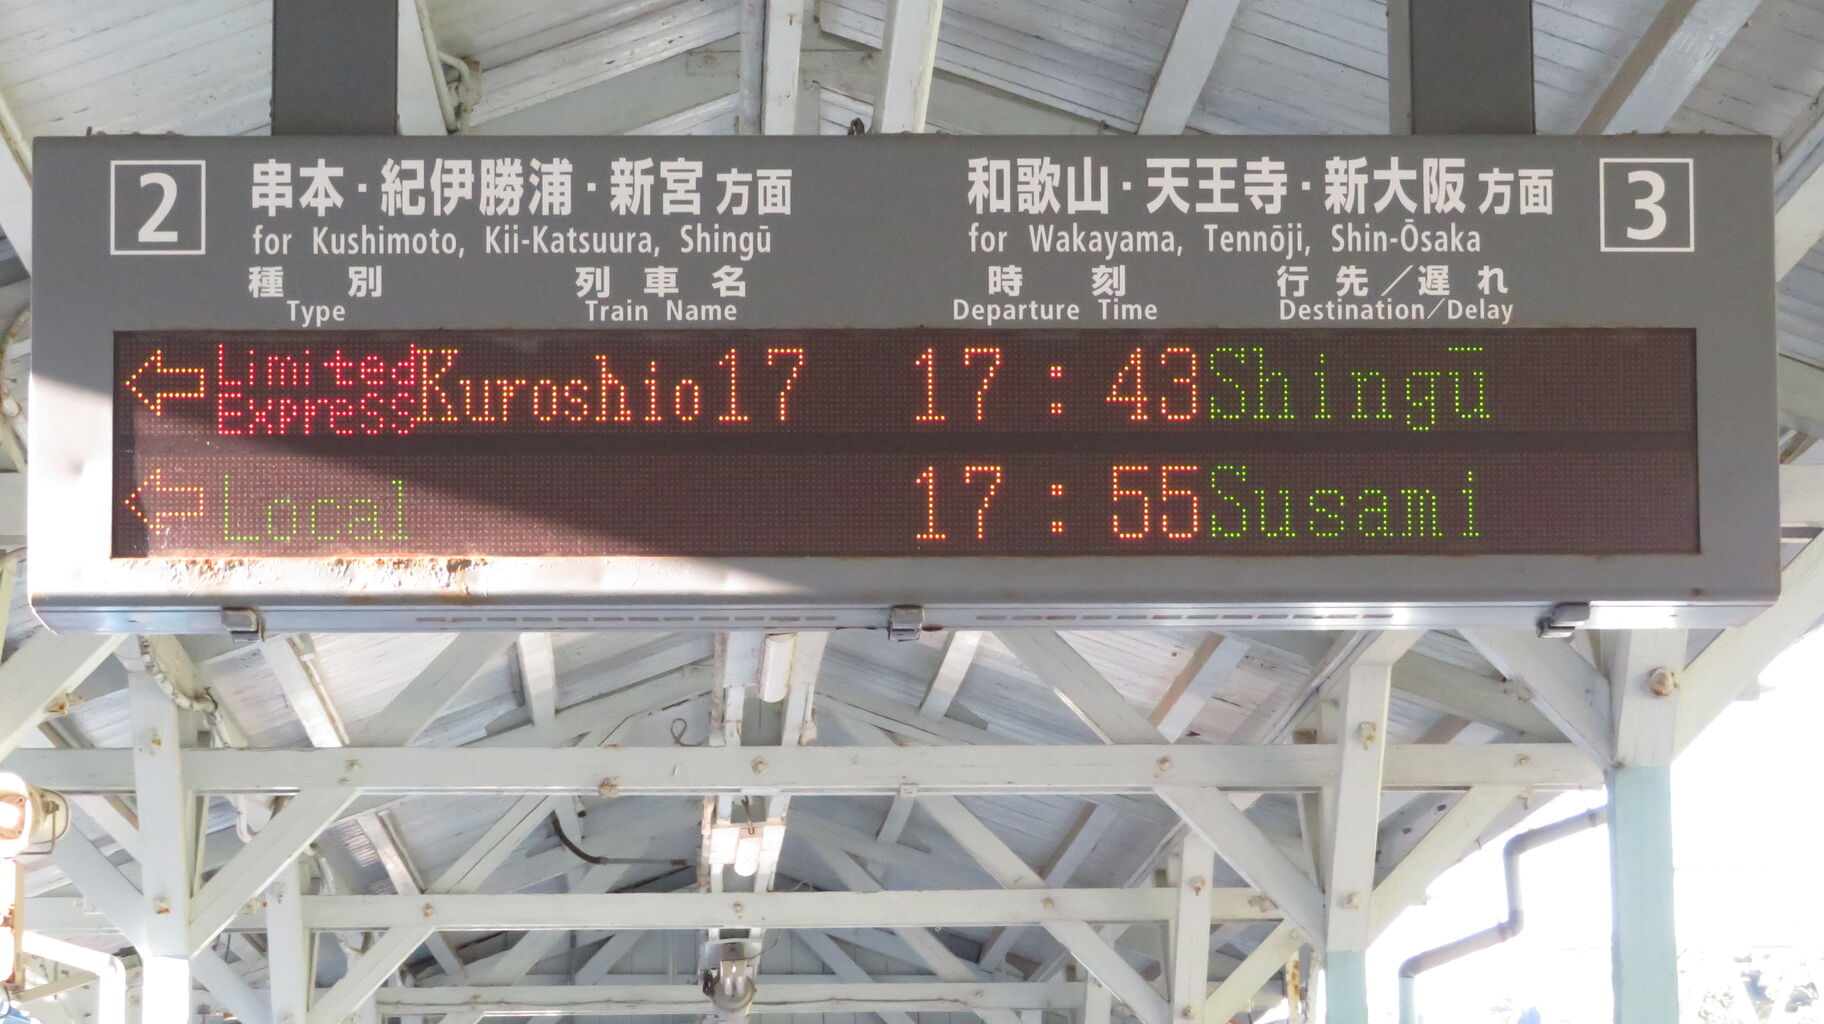 2 串本・紀伊勝浦・新宮方面 和歌山・天王寺・新大阪方面 3
for Kushimoto, Kii-Katsuura, Shingū for Wakayama, Tennōji, Shin-Ōsaka
種別 列車名 時刻 行先／遅れ
Type Train Name Departure Time Destination/Delay
← Limited Express Kuroshio17 17:43 Shingū
← Local 17:55 Susami